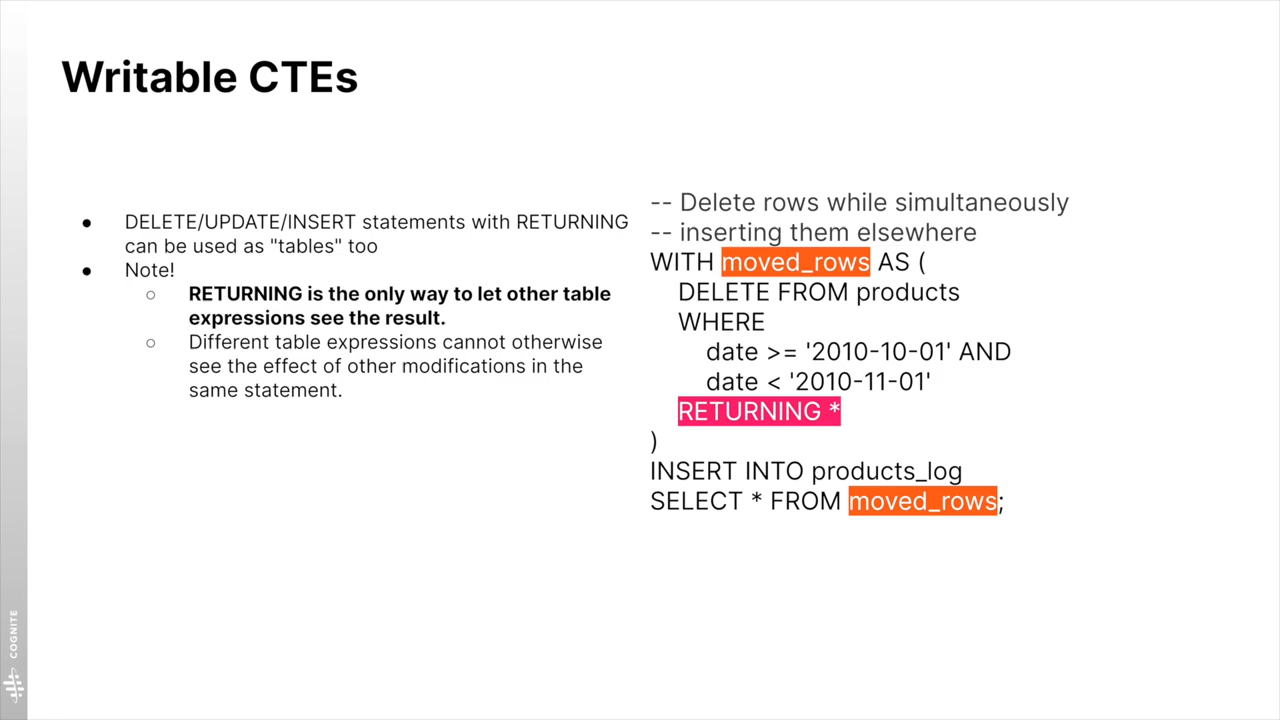 Writable CTEs
● DELETE/UPDATE/INSERT statements with RETURNING
can be used as "tables" too
● Note!
○ RETURNING is the only way to let other table
expressions see the result.
○ Different table expressions cannot otherwise
see the effect of other modifications in the
same statement.
-- Delete rows while simultaneously
-- inserting them elsewhere
WITH moved_rows AS (
DELETE FROM products
WHERE
date >= '2010-10-01' AND
date < '2010-11-01'
RETURNING *
)
INSERT INTO products_log
SELECT * FROM moved_rows;
COGNITE